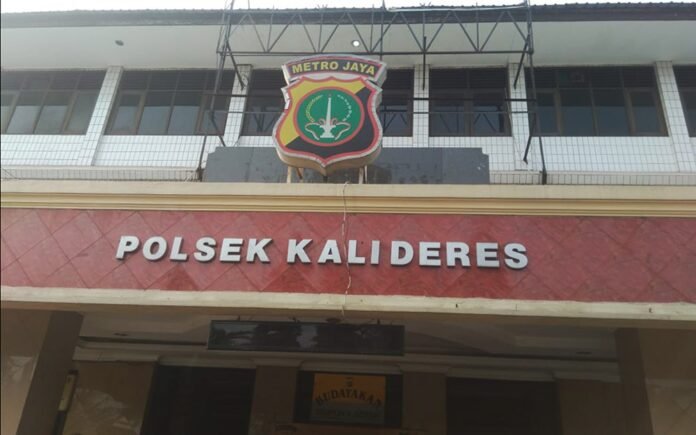 METRO JAYA
POLSEK KALIDERES
BUDAYAKAN